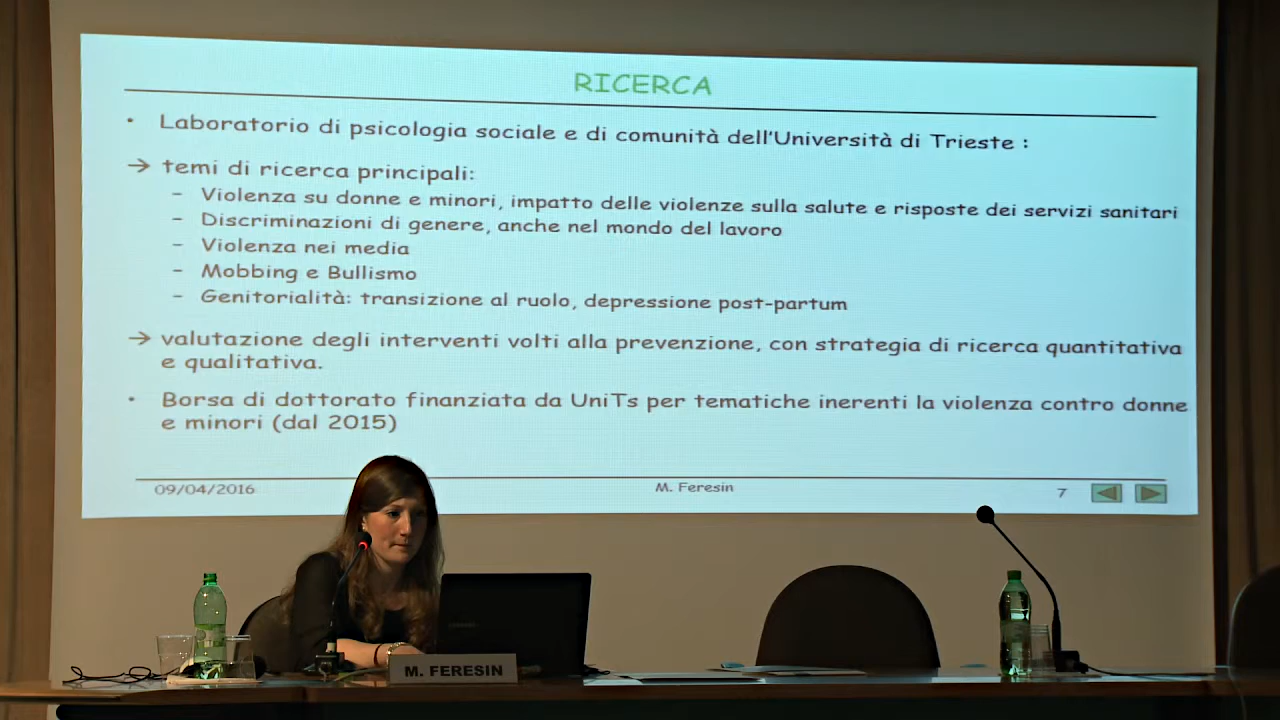 RICERCA
• Laboratorio di psicologia sociale e di comunità dell'Università di Trieste :
→ temi di ricerca principali:
– Violenza su donne e minori, impatto delle violenze sulla salute e risposte dei servizi sanitari
– Discriminazioni di genere, anche nel mondo del lavoro
– Violenza nei media
– Mobbing e Bullismo
– Genitorialità: transizione al ruolo, depressione post-partum
→ valutazione degli interventi volti alla prevenzione, con strategia di ricerca quantitativa
e qualitativa.
• Borsa di dottorato finanziata da UniTs per tematiche inerenti la violenza contro donne
e minori (dal 2015)
09/04/2016 M. Feresin 7
M. FERESIN